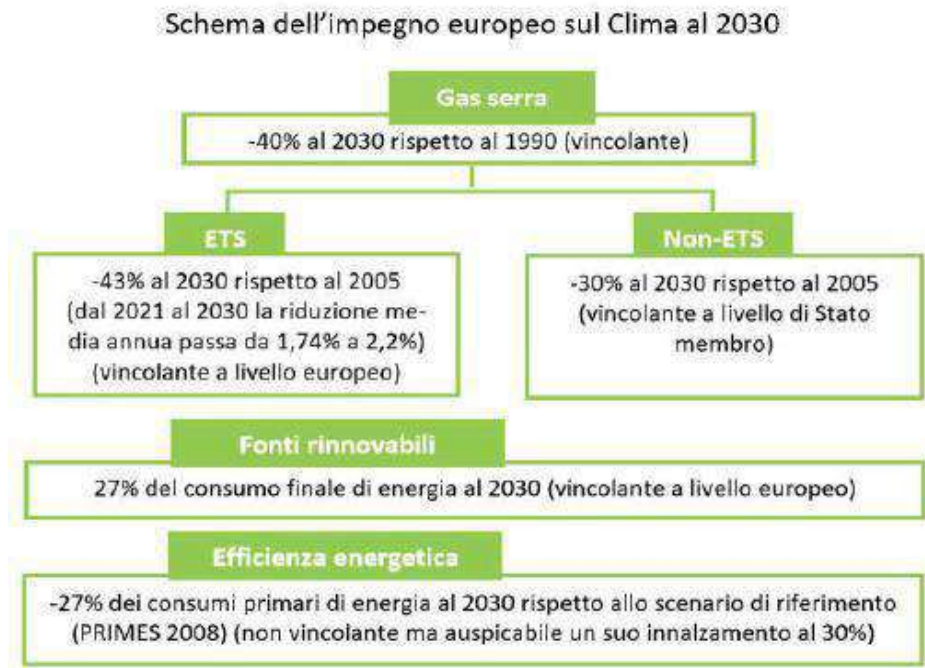 Schema dell'impegno europeo sul Clima al 2030
Gas serra
-40% al 2030 rispetto al 1990 (vincolante)
ETS
-43% al 2030 rispetto al 2005
(dal 2021 al 2030 la riduzione me-
dia annua passa da 1,74% a 2,2%)
(vincolante a livello europeo)
Non-ETS
-30% al 2030 rispetto al 2005
(vincolante a livello di Stato
membro)
Fonti rinnovabili
27% del consumo finale di energia al 2030 (vincolante a livello europeo)
Efficienza energetica
-27% dei consumi primari di energia al 2030 rispetto allo scenario di riferimento
(PRIMES 2008) (non vincolante ma auspicabile un suo innalzamento al 30%)